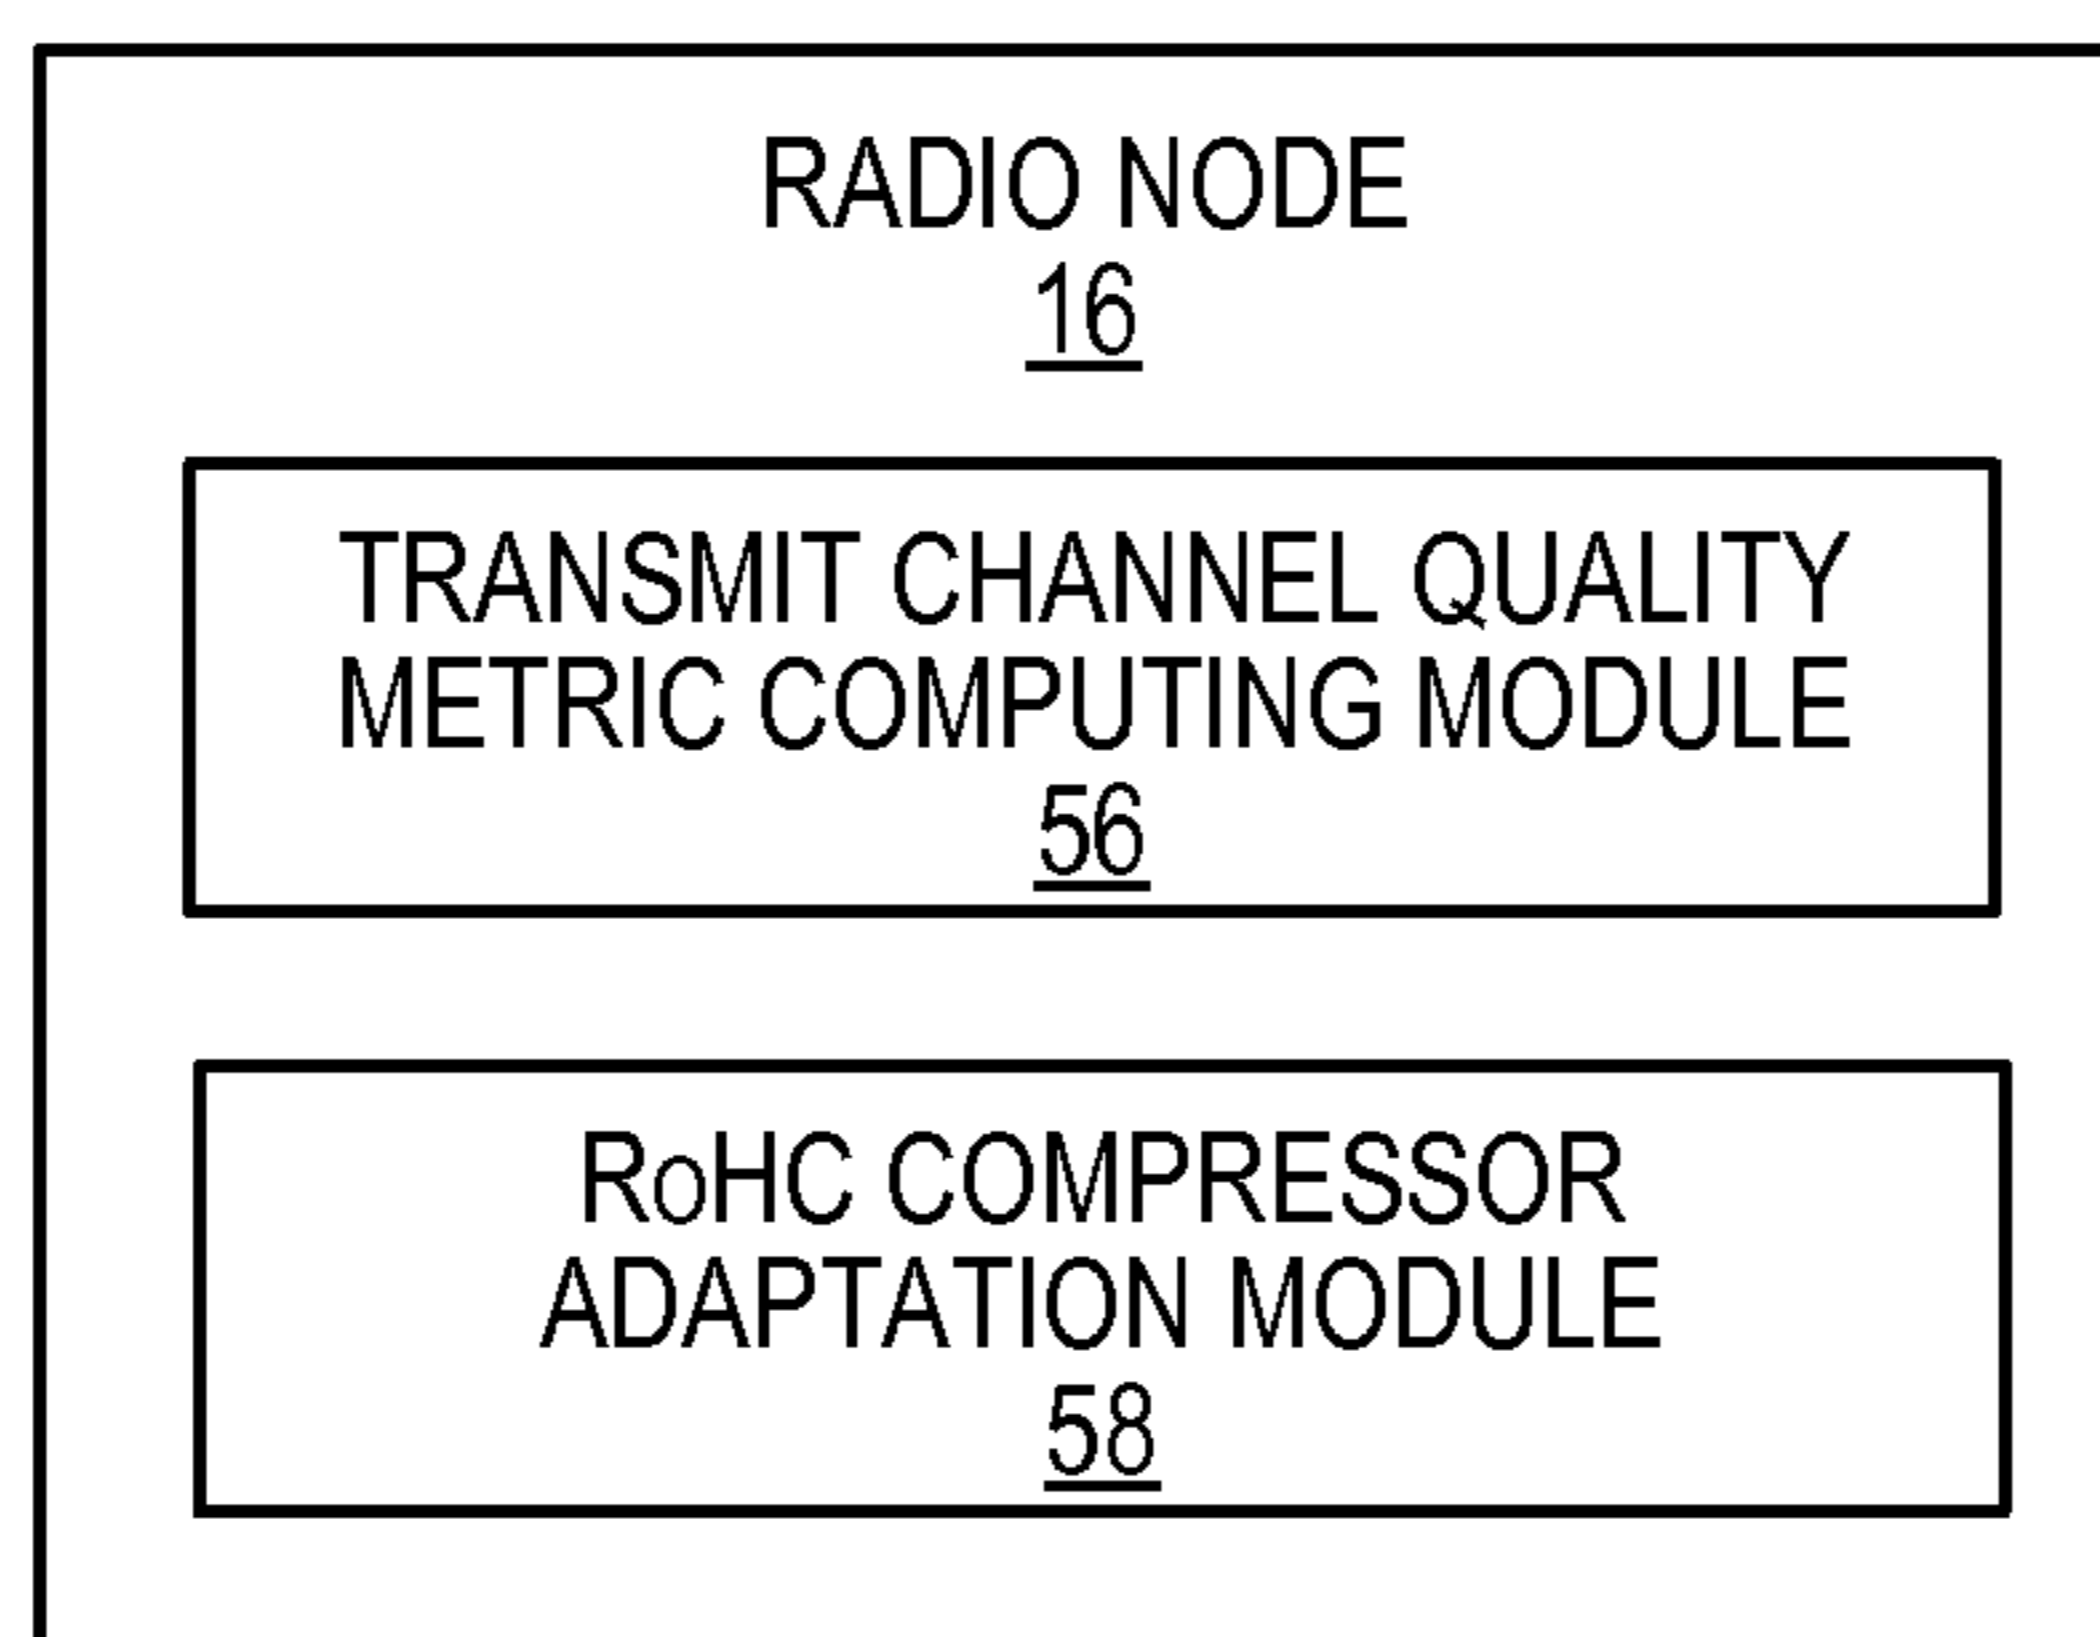 RADIO NODE
16
TRANSMIT CHANNEL QUALITY
METRIC COMPUTING MODULE
56
RoHC COMPRESSOR
ADAPTATION MODULE
58